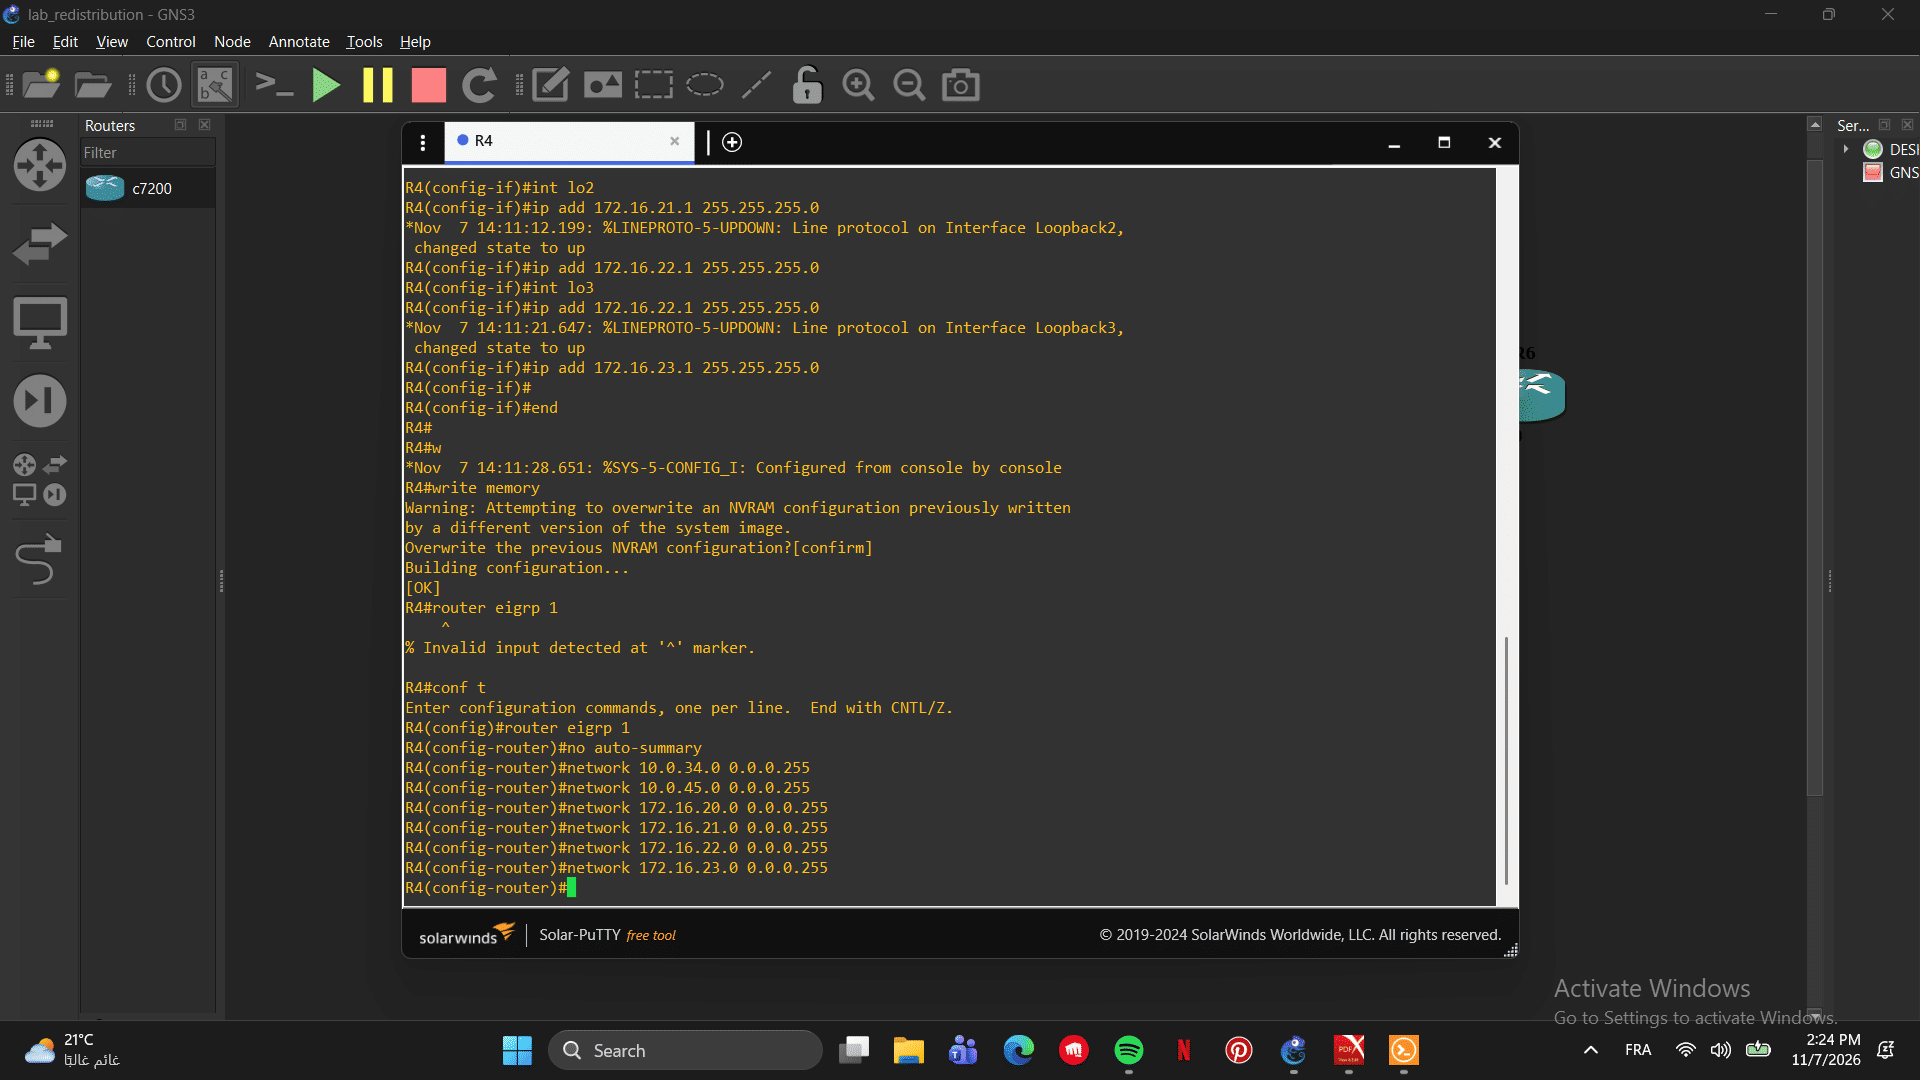 lab_redistribution - GNS3
File Edit View Control Node Annotate Tools Help
Routers
Filter
c7200
R4
R4(config-if)#int lo2
R4(config-if)#ip add 172.16.21.1 255.255.255.0
*Nov  7 14:11:12.199: %LINEPROTO-5-UPDOWN: Line protocol on Interface Loopback2,
 changed state to up
R4(config-if)#ip add 172.16.22.1 255.255.255.0
R4(config-if)#int lo3
R4(config-if)#ip add 172.16.22.1 255.255.255.0
*Nov  7 14:11:21.647: %LINEPROTO-5-UPDOWN: Line protocol on Interface Loopback3,
 changed state to up
R4(config-if)#ip add 172.16.23.1 255.255.255.0
R4(config-if)#
R4(config-if)#end
R4#
R4#w
*Nov  7 14:11:28.651: %SYS-5-CONFIG_I: Configured from console by console
R4#write memory
Warning: Attempting to overwrite an NVRAM configuration previously written
by a different version of the system image.
Overwrite the previous NVRAM configuration?[confirm]
Building configuration...
[OK]
R4#router eigrp 1
^
% Invalid input detected at '^' marker.
R4#conf t
Enter configuration commands, one per line.  End with CNTL/Z.
R4(config)#router eigrp 1
R4(config-router)#no auto-summary
R4(config-router)#network 10.0.34.0 0.0.0.255
R4(config-router)#network 10.0.45.0 0.0.0.255
R4(config-router)#network 172.16.20.0 0.0.0.255
R4(config-router)#network 172.16.21.0 0.0.0.255
R4(config-router)#network 172.16.22.0 0.0.0.255
R4(config-router)#network 172.16.23.0 0.0.0.255
R4(config-router)#
solarwinds Solar-PuTTY free tool
© 2019-2024 SolarWinds Worldwide, LLC. All rights reserved.
R6
Ser...
DESI
GNS
Activate Windows
Go to Settings to activate Windows.
21°C
غائم غالبًا
Search
FRA
2:24 PM
11/7/2026